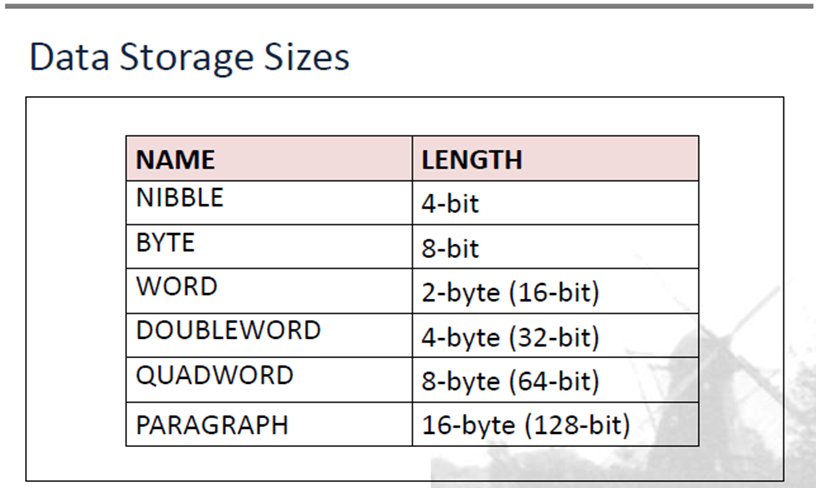 Data Storage Sizes
NAME LENGTH
NIBBLE 4-bit
BYTE 8-bit
WORD 2-byte (16-bit)
DOUBLEWORD 4-byte (32-bit)
QUADWORD 8-byte (64-bit)
PARAGRAPH 16-byte (128-bit)